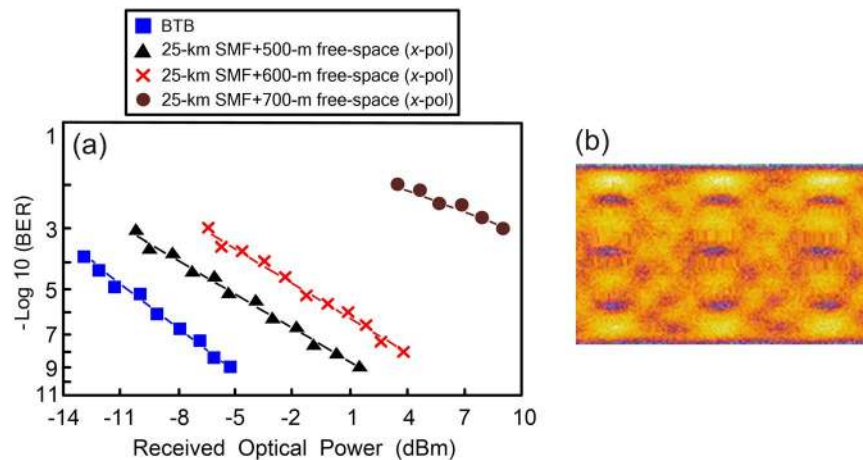 BTB
25-km SMF+500-m free-space (x-pol)
25-km SMF+600-m free-space (x-pol)
25-km SMF+700-m free-space (x-pol)
(a)
(b)
-Log 10 (BER)
1
3
5
7
9
11
-14 -11 -8 -5 -2 1 4 7 10
Received Optical Power (dBm)